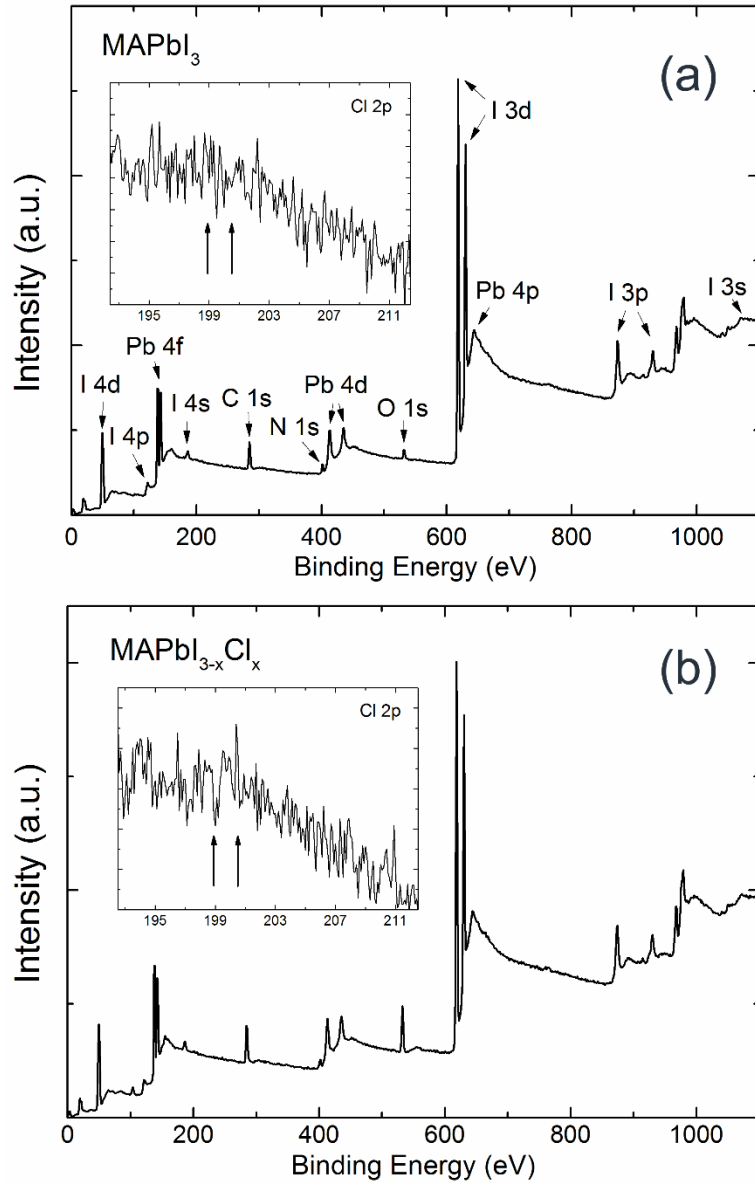 MAPbI3
(a)
Cl 2p
195 199 203 207 211
I 3d
Pb 4p
I 3p
I 3s
Pb 4f
I 4d
I 4p
I 4s
C 1s
N 1s
Pb 4d
O 1s
Intensity (a.u.)
0 200 400 600 800 1000
Binding Energy (eV)
MAPbI3-xClx
(b)
Cl 2p
195 199 203 207 211
Intensity (a.u.)
0 200 400 600 800 1000
Binding Energy (eV)